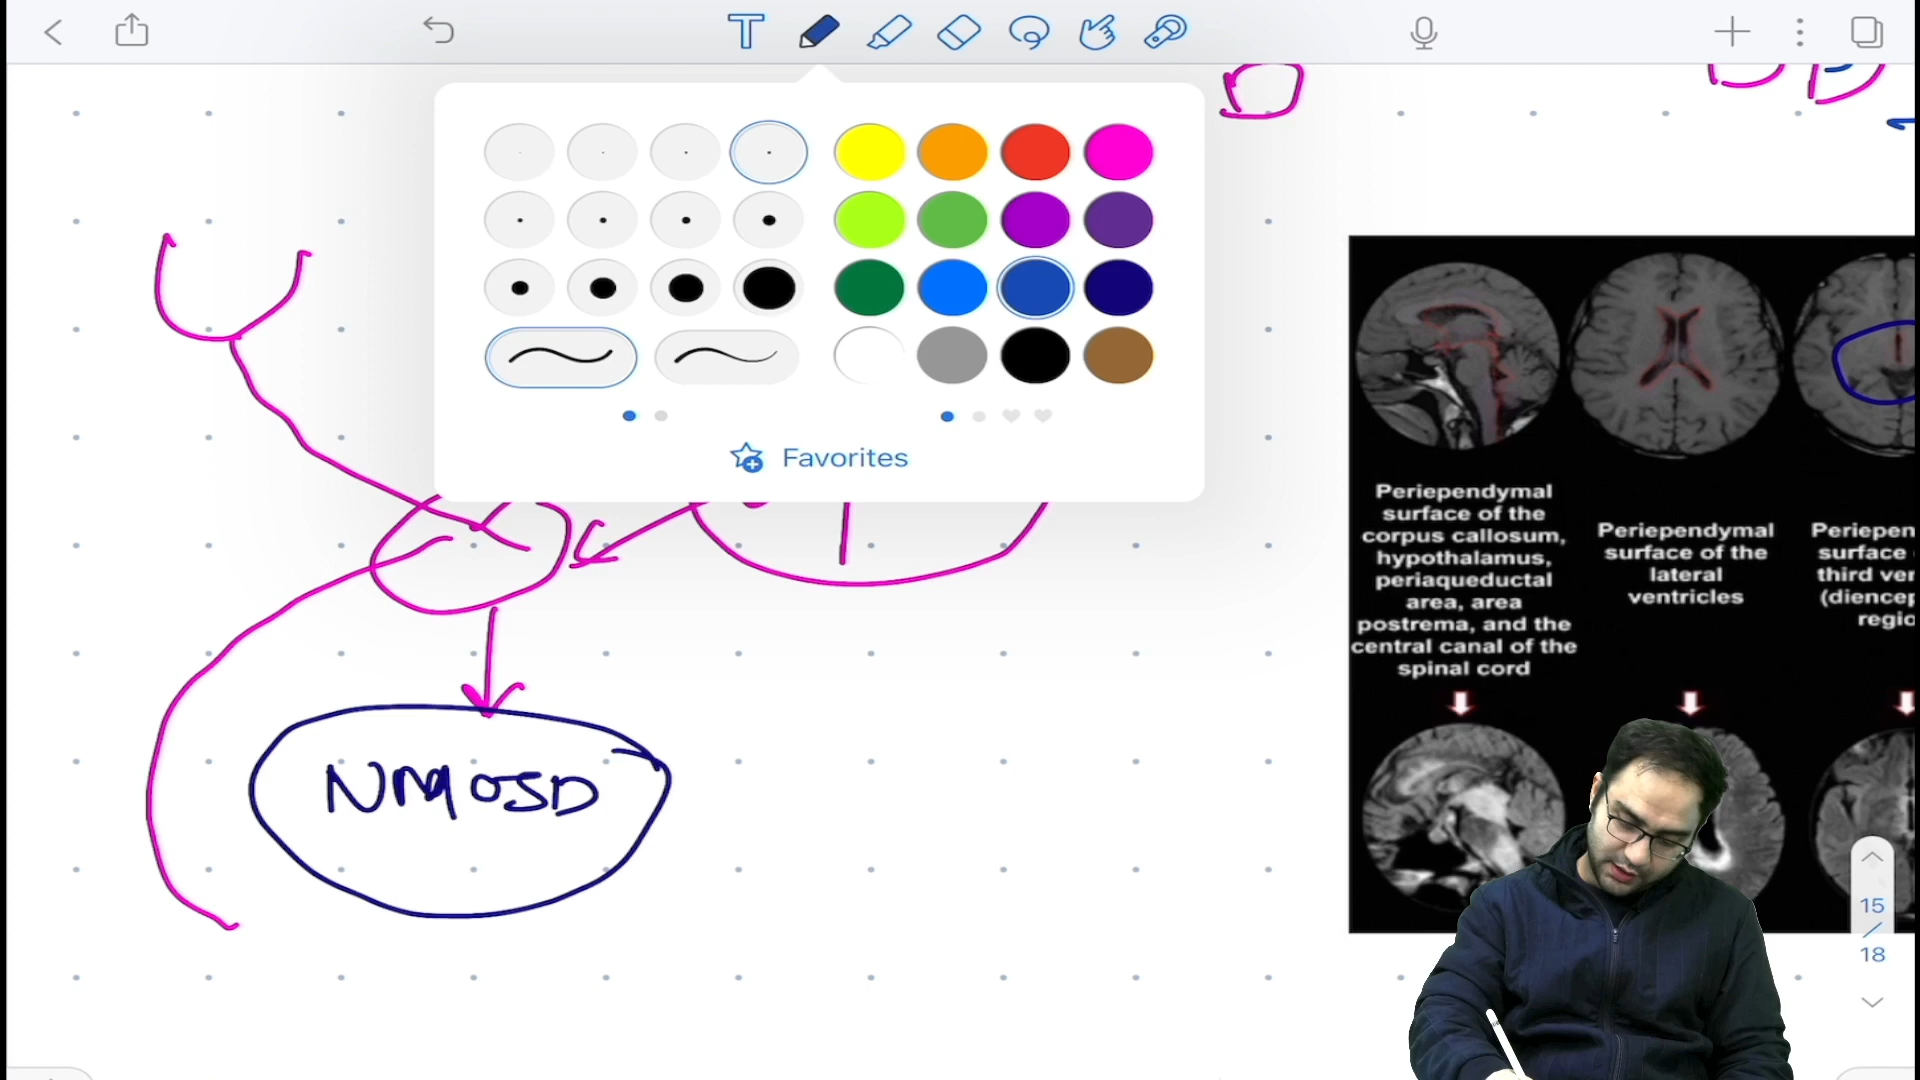 T
Favorites
Periependymal
surface of the
corpus callosum,
hypothalamus,
periaqueductal
area, area
postrema, and the
central canal of the
spinal cord
Periependymal
surface of the
lateral
ventricles
Periepen
surface
third ver
(diencep
regio
NMOSD
15
/
18